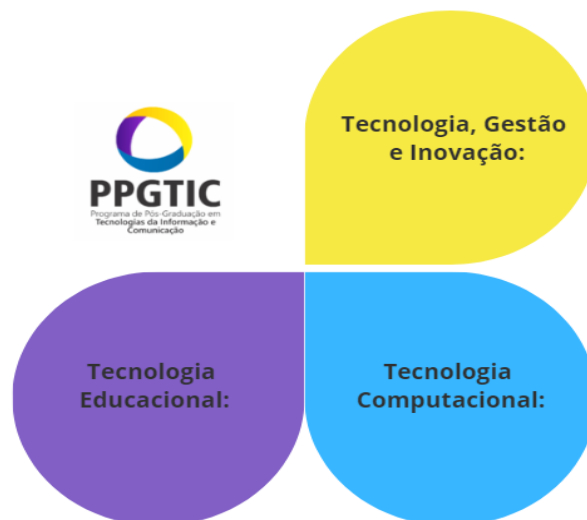 PPGTIC
Programa de Pós-Graduação em
Tecnologias da Informação e
Comunicação
Tecnologia, Gestão
e Inovação:
Tecnologia
Educacional:
Tecnologia
Computacional: